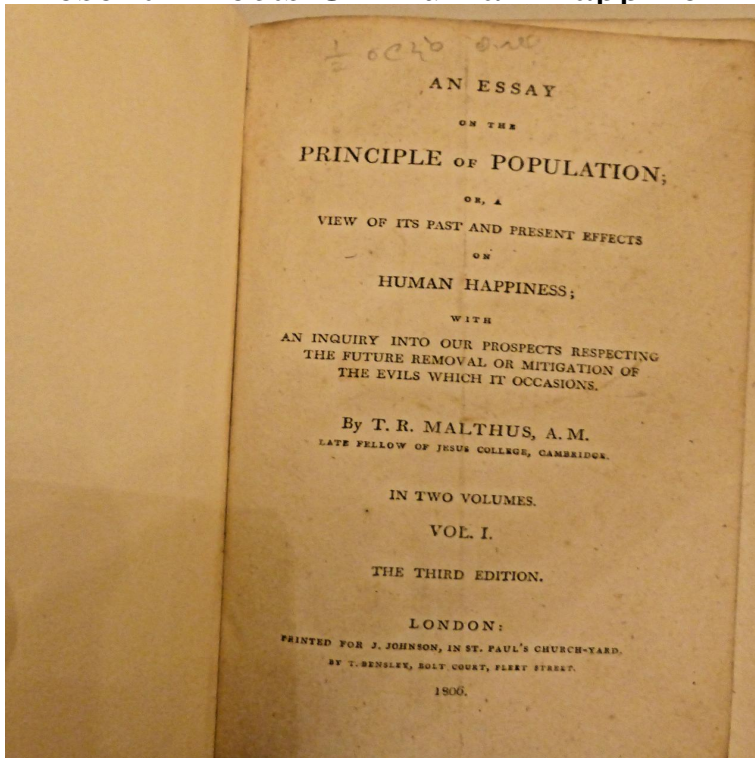 AN ESSAY
ON THE
PRINCIPLE OF POPULATION;
OR, A
VIEW OF ITS PAST AND PRESENT EFFECTS
ON
HUMAN HAPPINESS;
WITH
AN INQUIRY INTO OUR PROSPECTS RESPECTING
THE FUTURE REMOVAL OR MITIGATION OF
THE EVILS WHICH IT OCCASIONS.
By T. R. MALTHUS, A. M.
LATE FELLOW OF JESUS COLLEGE, CAMBRIDGE.
IN TWO VOLUMES.
VOL. I.
THE THIRD EDITION.
LONDON:
PRINTED FOR J. JOHNSON, IN ST. PAUL'S CHURCH-YARD,
BY T. BENSLEY, BOLT COURT, FLEET STREET.
1806.